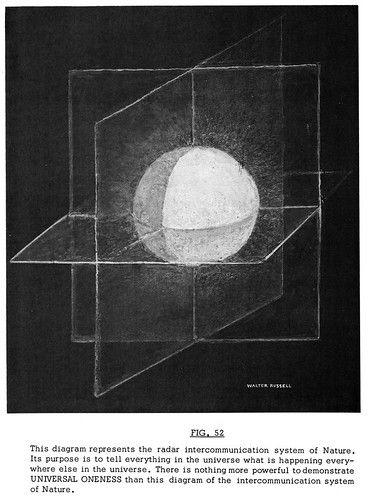 WALTER RUSSELL
FIG. 52
This diagram represents the radar intercommunication system of Nature.
Its purpose is to tell everything in the universe what is happening every-
where else in the universe. There is nothing more powerful to demonstrate
UNIVERSAL ONENESS than this diagram of the intercommunication system
of Nature.